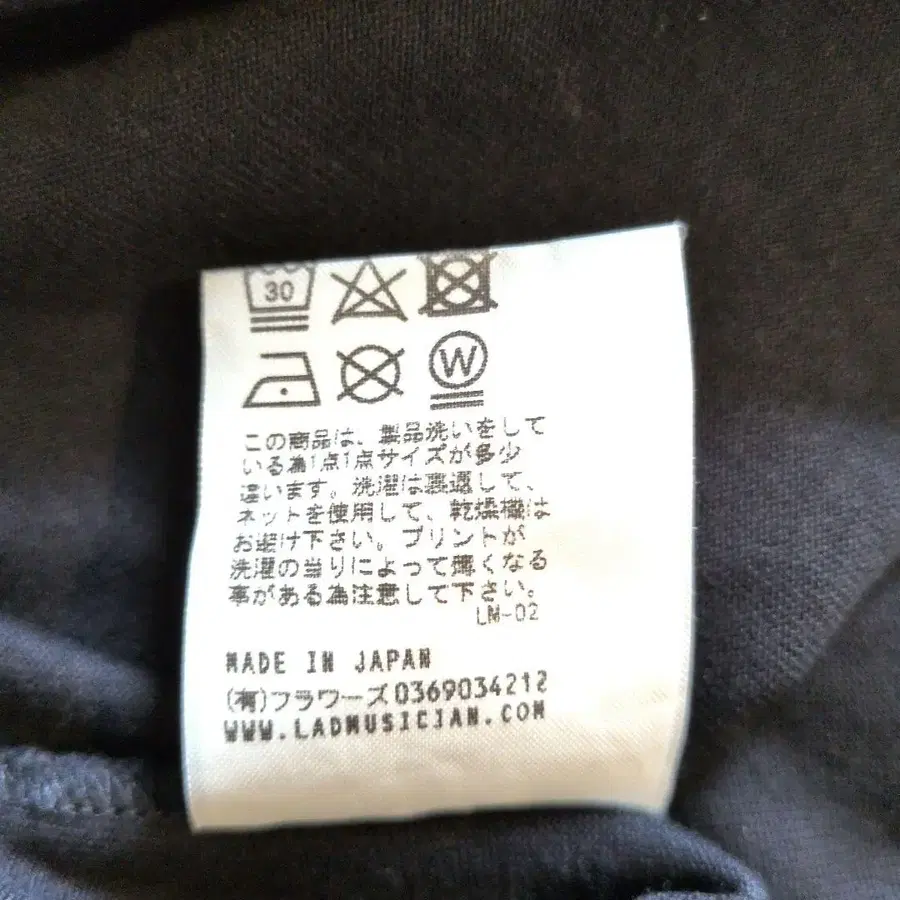 30
W
この商品は、製品洗いをして
いる為1点1点サイズが多少
違います。洗濯は裏返して、
ネットを使用して、乾燥機は
お避け下さい。プリントが
洗濯の当りによって薄くなる
事がある為注意して下さい。
LM-02
MADE IN JAPAN
(有)フラワーズ0369034212
WWW.LADMUSICIAN.COM